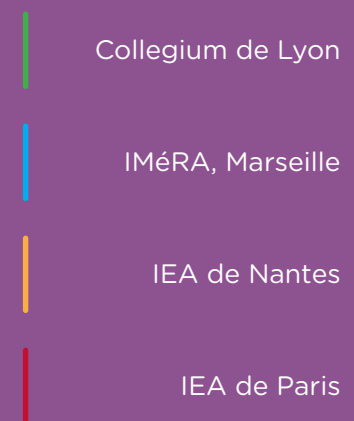 Collegium de Lyon
IMéRA, Marseille
IEA de Nantes
IEA de Paris